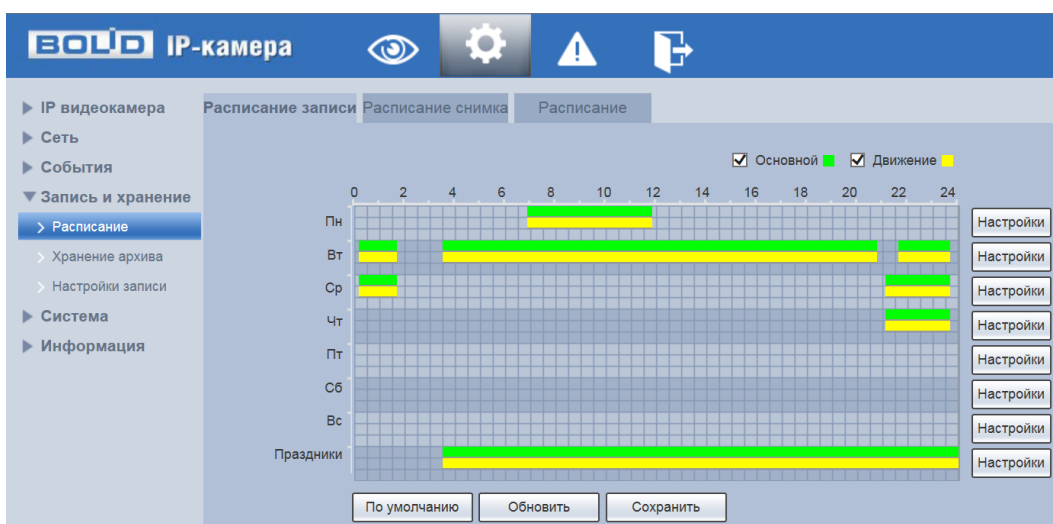 BOLID IP-камера
IP видеокамера
Сеть
События
Запись и хранение
Расписание
Хранение архива
Настройки записи
Система
Информация
Расписание записи Расписание снимка Расписание
Основной Движение
0 2 4 6 8 10 12 14 16 18 20 22 24
Пн Настройки
Вт Настройки
Ср Настройки
Чт Настройки
Пт Настройки
Сб Настройки
Вс Настройки
Праздники Настройки
По умолчанию Обновить Сохранить